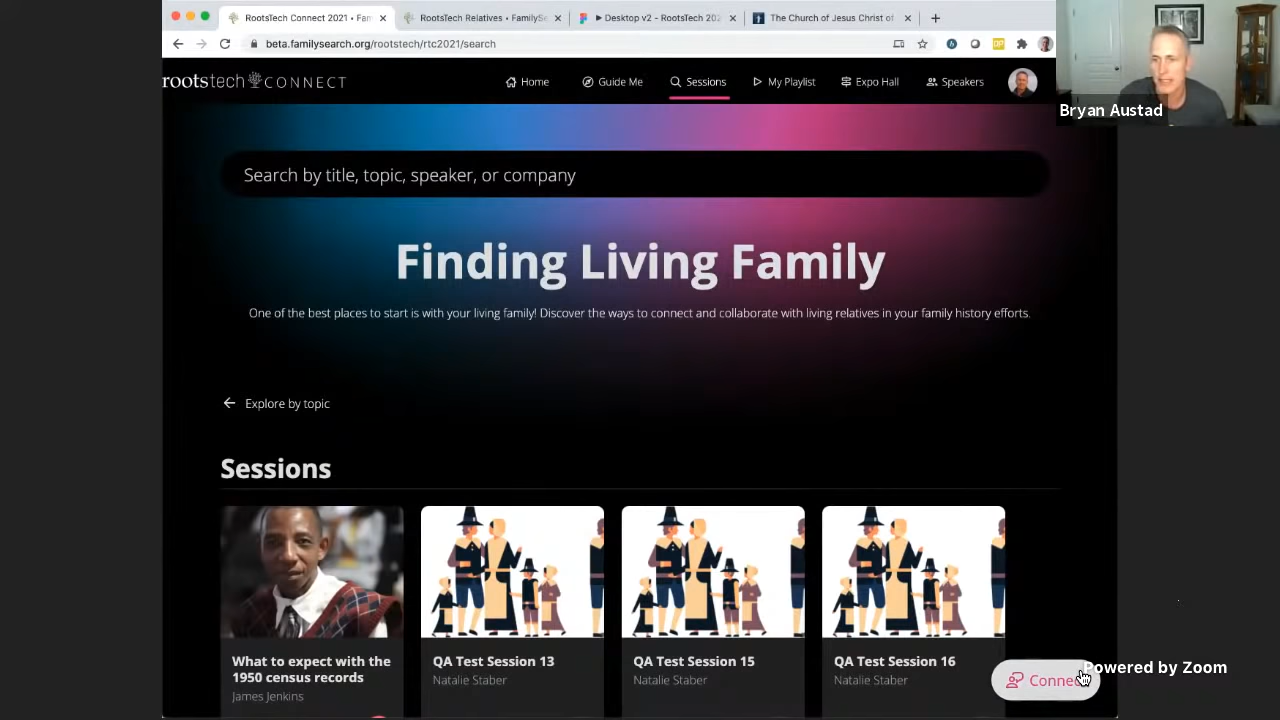 RootsTech Connect 2021 • Fam
RootsTech Relatives • FamilySe
Desktop v2 - RootsTech 202
The Church of Jesus Christ of
beta.familysearch.org/rootstech/rtc2021/search
rootstech CONNECT
Home
Guide Me
Sessions
My Playlist
Expo Hall
Speakers
Bryan Austad
Search by title, topic, speaker, or company
Finding Living Family
One of the best places to start is with your living family! Discover the ways to connect and collaborate with living relatives in your family history efforts.
Explore by topic
Sessions
What to expect with the
1950 census records
James Jenkins
QA Test Session 13
Natalie Staber
QA Test Session 15
Natalie Staber
QA Test Session 16
Natalie Staber
Connec
Powered by Zoom